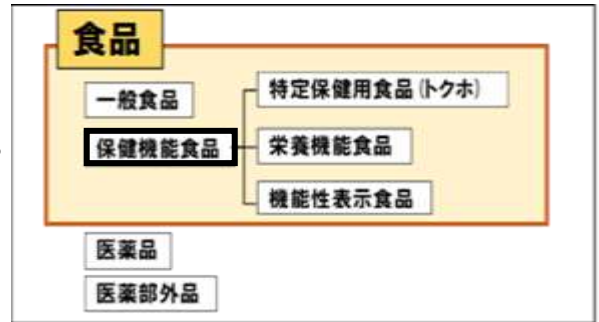 食品
一般食品
保健機能食品
特定保健用食品(トクホ)
栄養機能食品
機能性表示食品
医薬品
医薬部外品